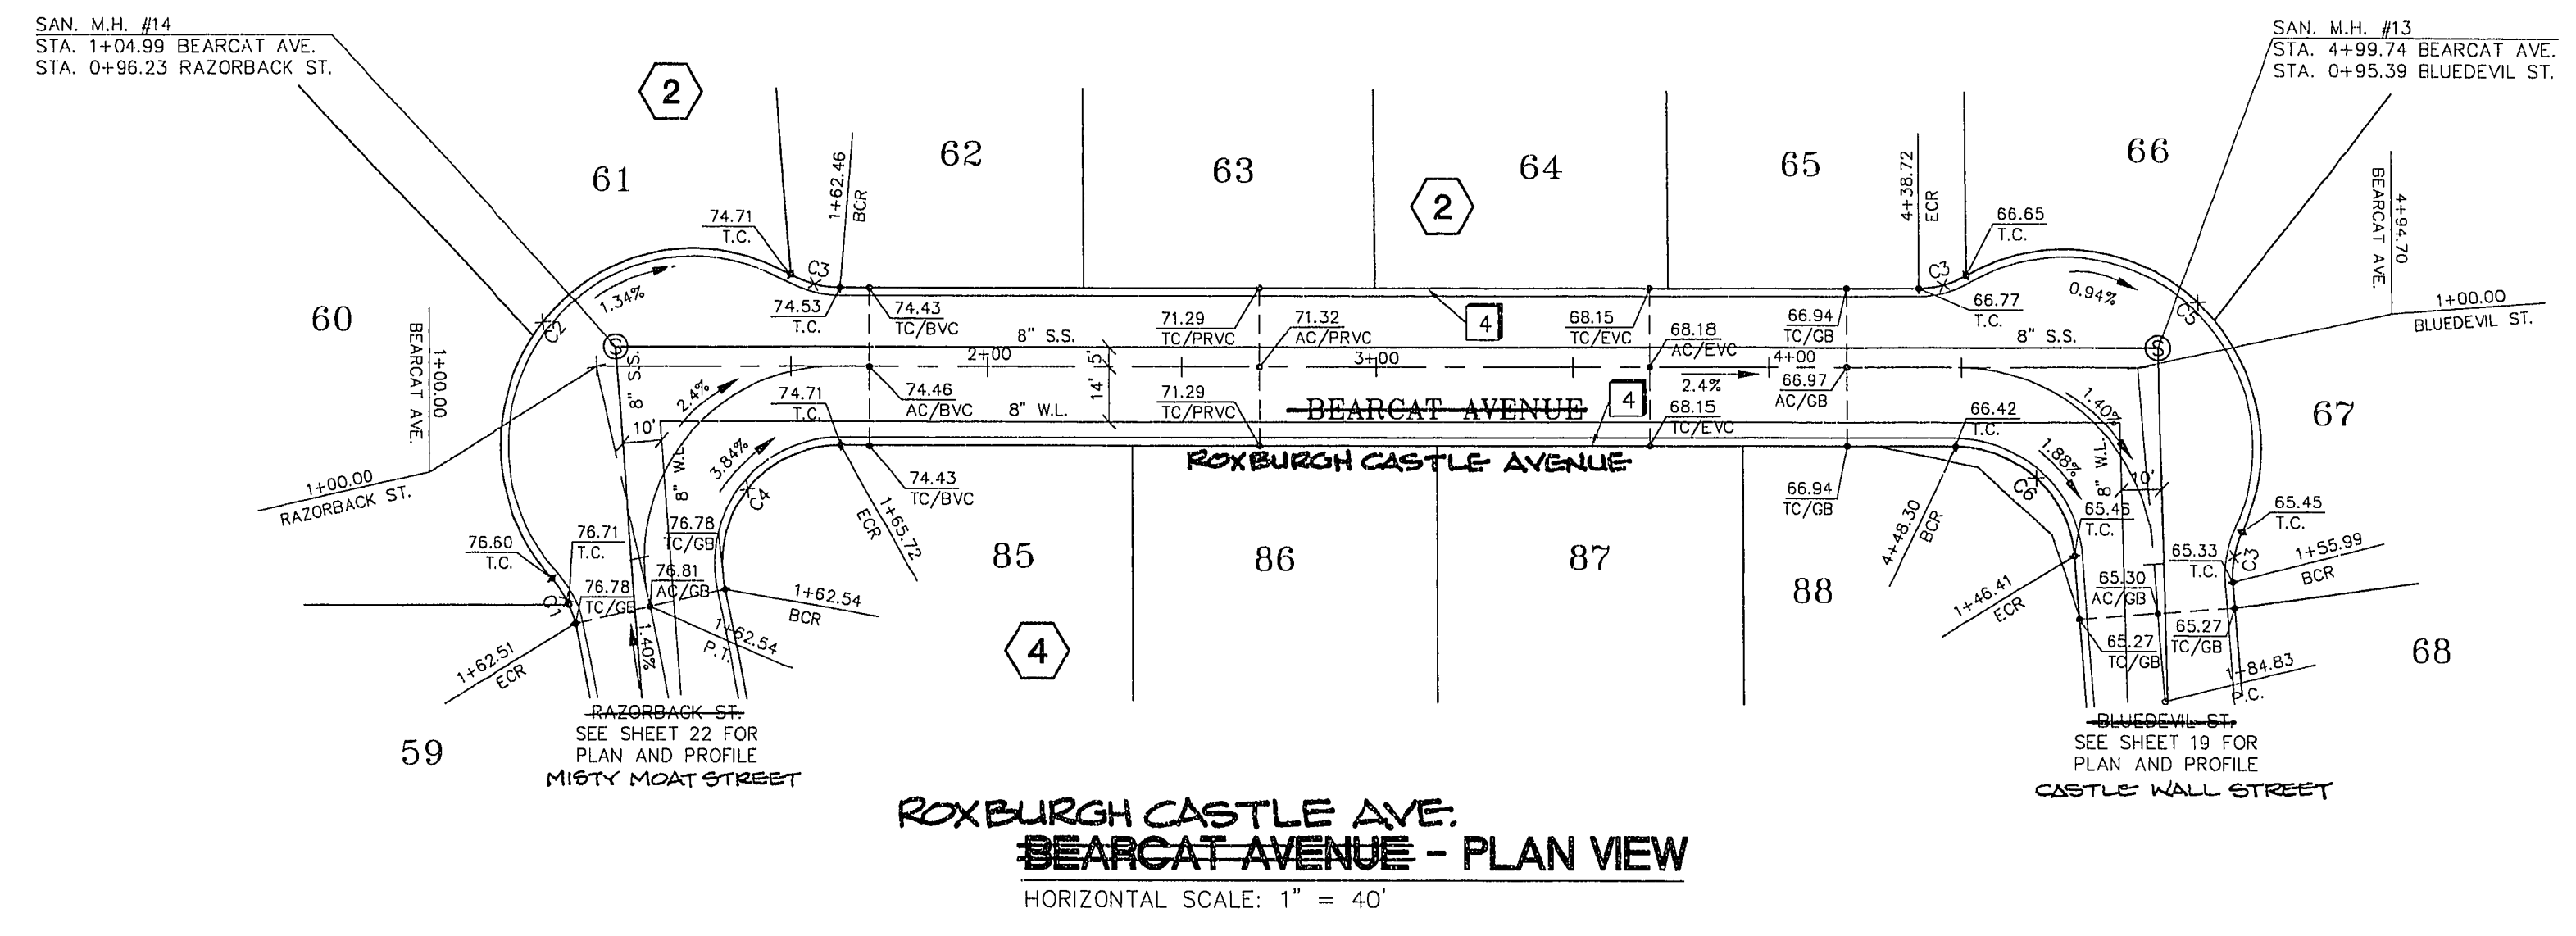 SAN. M.H. #14
STA. 1+04.99 BEARCAT AVE.
STA. 0+96.23 RAZORBACK ST.
SAN. M.H. #13
STA. 4+99.74 BEARCAT AVE.
STA. 0+95.39 BLUEDEVIL ST.
2
61
62
63
64
65
66
2
1+62.46
BCR
4+38.72
ECR
74.71
T.C.
C3
66.65
T.C.
C3
4+94.70
BEARCAT AVE.
1.34%
0.94%
60
C2
C5
1+00.00
BEARCAT AVE.
74.53
T.C.
74.43
TC/BVC
71.29
TC/PRVC
71.32
AC/PRVC
4
68.15
TC/EVC
68.18
AC/EVC
66.94
TC/GB
66.77
T.C.
1+00.00
BLUEDEVIL ST.
8" S.S.
8" S.S.
8" S.S.
2+00
3+00
4+00
5'
14'
2.4%
74.71
T.C.
74.46
AC/BVC
8" W.L.
71.29
TC/PRVC
BEARCAT AVENUE
4
2.4%
66.97
AC/GB
68.15
TC/EVC
66.42
T.C.
1.40%
67
10'
8" W.L.
3.84%
C4
ROXBURGH CASTLE AVENUE
1.88%
C6
8" W.L.
10'
1+00.00
RAZORBACK ST.
74.43
TC/BVC
66.94
TC/GB
1+65.72
ECR
4+48.30
BCR
65.45
T.C.
76.60
T.C.
76.71
T.C.
76.78
TC/GB
65.46
T.C.
85
86
87
88
C1
76.78
TC/GB
76.81
AC/GB
1+62.54
BCR
1+62.54
P.T.
1.40%
1+62.51
ECR
4
1+46.41
ECR
65.33
T.C.
C3
1+55.99
BCR
65.30
AC/GB
65.27
TC/GB
65.27
TC/GB
68
1+84.83
P.C.
59
RAZORBACK ST.
SEE SHEET 22 FOR
PLAN AND PROFILE
MISTY MOAT STREET
BLUEDEVIL ST.
SEE SHEET 19 FOR
PLAN AND PROFILE
CASTLE WALL STREET
ROXBURGH CASTLE AVE.
BEARCAT AVENUE - PLAN VIEW
HORIZONTAL SCALE: 1" = 40'